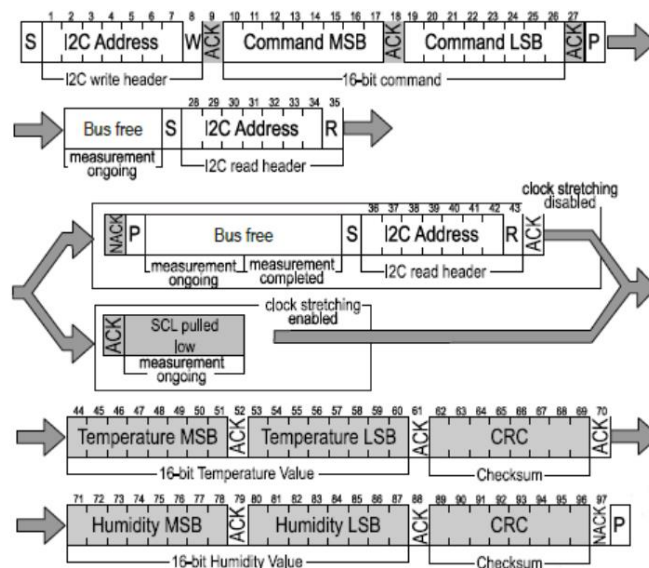 1 2 3 4 5 6 7 8 9 10 11 12 13 14 15 16 17 18 19 20 21 22 23 24 25 26 27
S I2C Address W ACK Command MSB ACK Command LSB ACK P
I2C write header 16-bit command
28 29 30 31 32 33 34 35
Bus free S I2C Address R
measurement ongoing I2C read header
clock stretching disabled
36 37 38 39 40 41 42 43
NACK P Bus free S I2C Address R ACK
measurement ongoing measurement completed I2C read header
clock stretching enabled
ACK SCL pulled low
measurement ongoing
44 45 46 47 48 49 50 51 52 53 54 55 56 57 58 59 60 61 62 63 64 65 66 67 68 69 70
Temperature MSB ACK Temperature LSB ACK CRC ACK
16-bit Temperature Value Checksum
71 72 73 74 75 76 77 78 79 80 81 82 83 84 85 86 87 88 89 90 91 92 93 94 95 96 97
Humidity MSB ACK Humidity LSB ACK CRC NACK P
16-bit Humidity Value Checksum